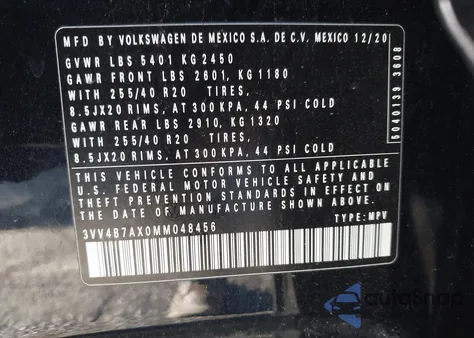 MFD BY VOLKSWAGEN DE MEXICO S.A. DE C.V. MEXICO 12/20
GVWR LBS 5401 KG 2450
GAWR FRONT LBS 2601, KG 1180
WITH 255/40 R20 TIRES,
8.5JX20 RIMS, AT 300 KPA, 44 PSI COLD
GAWR REAR LBS 2910, KG 1320
WITH 255/40 R20 TIRES,
8.5JX20 RIMS, AT 300 KPA, 44 PSI COLD
THIS VEHICLE CONFORMS TO ALL APPLICABLE
U.S. FEDERAL MOTOR VEHICLE SAFETY AND
THEFT PREVENTION STANDARDS IN EFFECT ON
THE DATE OF MANUFACTURE SHOWN ABOVE.
3VV4B7AX0MM048456
TYPE: MPV
5040139 3608
autoSnap